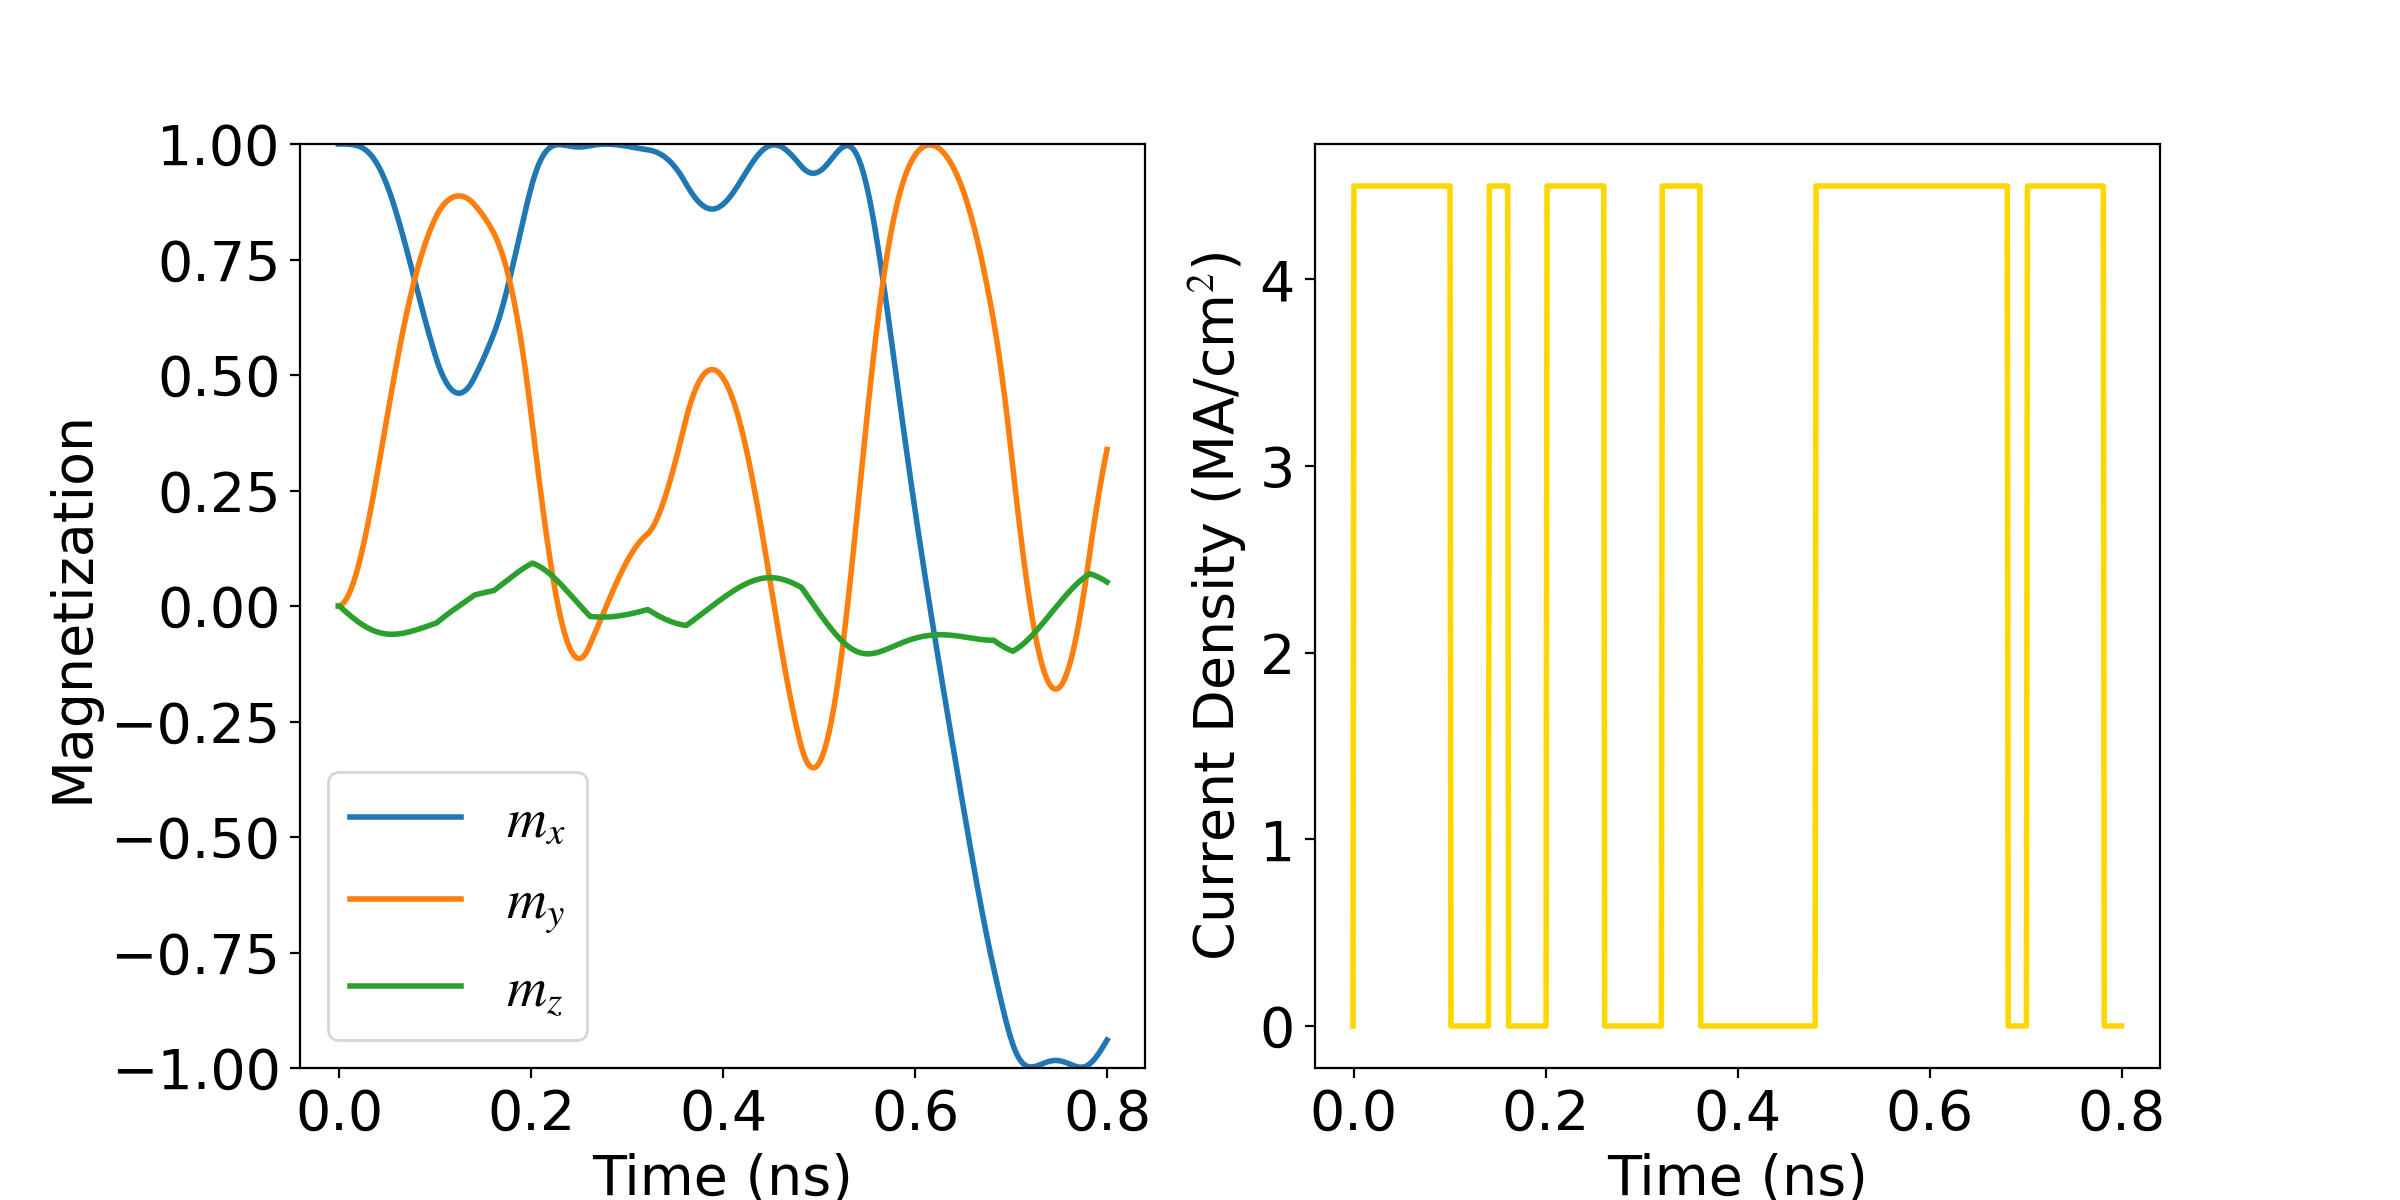 Magnetization
1.00
0.75
0.50
0.25
0.00
−0.25
−0.50
−0.75
−1.00
0.0 0.2 0.4 0.6 0.8
Time (ns)
m_x
m_y
m_z
Current Density (MA/cm²)
4
3
2
1
0
0.0 0.2 0.4 0.6 0.8
Time (ns)